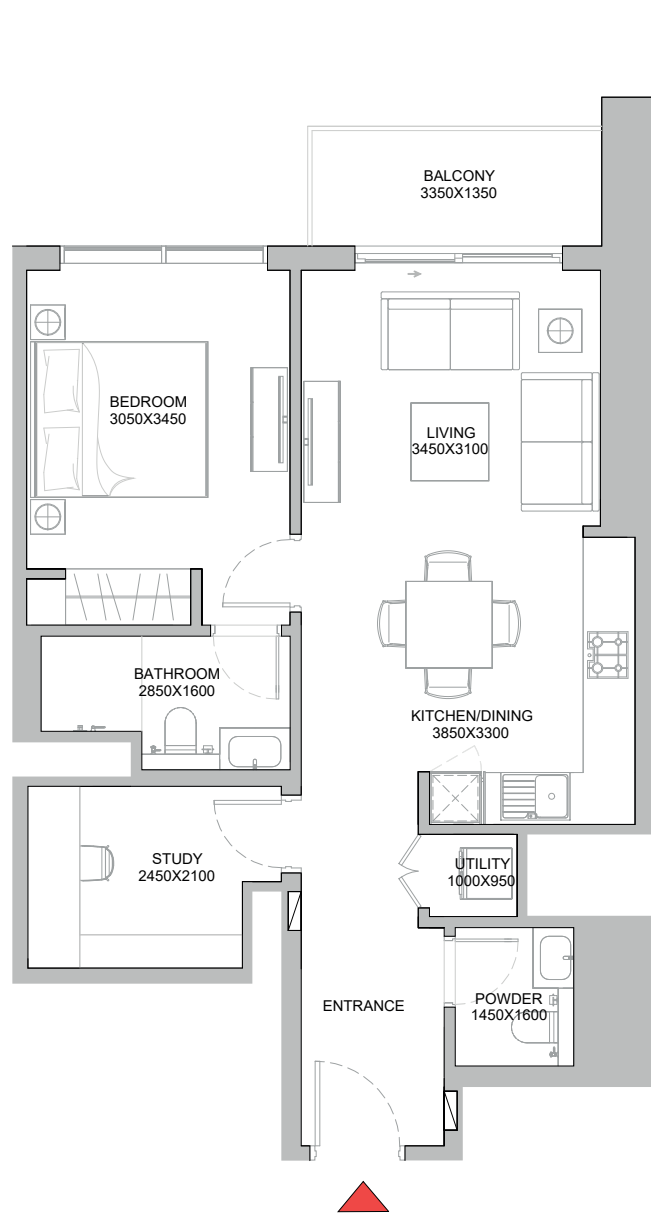 BALCONY
3350X1350
BEDROOM
3050X3450
LIVING
3450X3100
BATHROOM
2850X1600
KITCHEN/DINING
3850X3300
STUDY
2450X2100
UTILITY
1000X950
ENTRANCE
POWDER
1450X1600